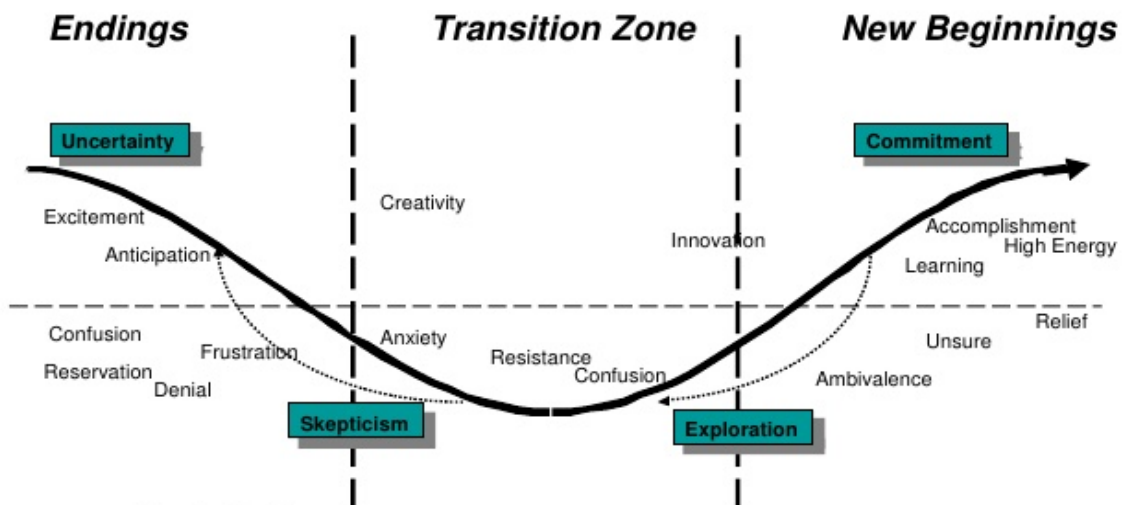 Endings
Transition Zone
New Beginnings
Uncertainty
Commitment
Excitement
Creativity
Anticipation
Innovation
Accomplishment
High Energy
Learning
Confusion
Anxiety
Relief
Unsure
Frustration
Resistance
Reservation
Denial
Confusion
Ambivalence
Skepticism
Exploration